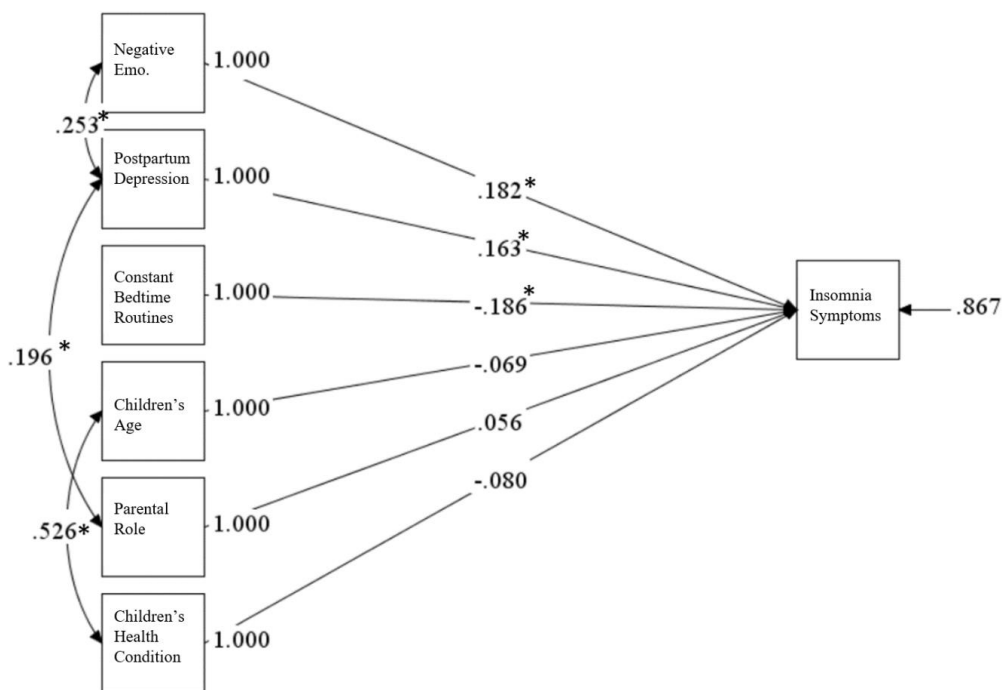 Negative
Emo.
1.000
.253*
Postpartum
Depression
1.000
.182*
.163*
Constant
Bedtime
Routines
1.000
-.186*
Insomnia
Symptoms
.867
.196 *
Children's
Age
1.000
-.069
.056
-.080
Parental
Role
1.000
.526*
Children's
Health
Condition
1.000